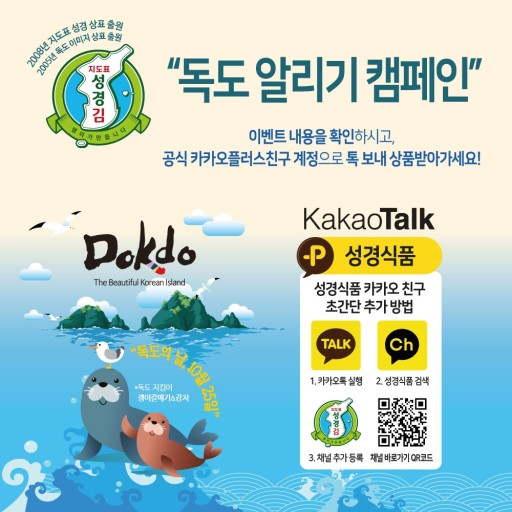 2008년 지도표 성경 상표 출원
2005년 독도 이미지 상표 출원
지도표
성경김
"독도 알리기 캠페인"
이벤트 내용을 확인하시고,
공식 카카오플러스친구 계정으로 톡 보내 상품받아가세요!
Dokdo
The Beautiful Korean Island
"독도의 날, 10월 25일"
*독도 지킴이
괭이갈매기&강치
KakaoTalk
P 성경식품
성경식품 카카오 친구
초간단 추가 방법
TALK
Ch
1. 카카오톡 실행
2. 성경식품 검색
지도표
성경김
3. 채널 추가 등록
채널 바로가기 QR코드